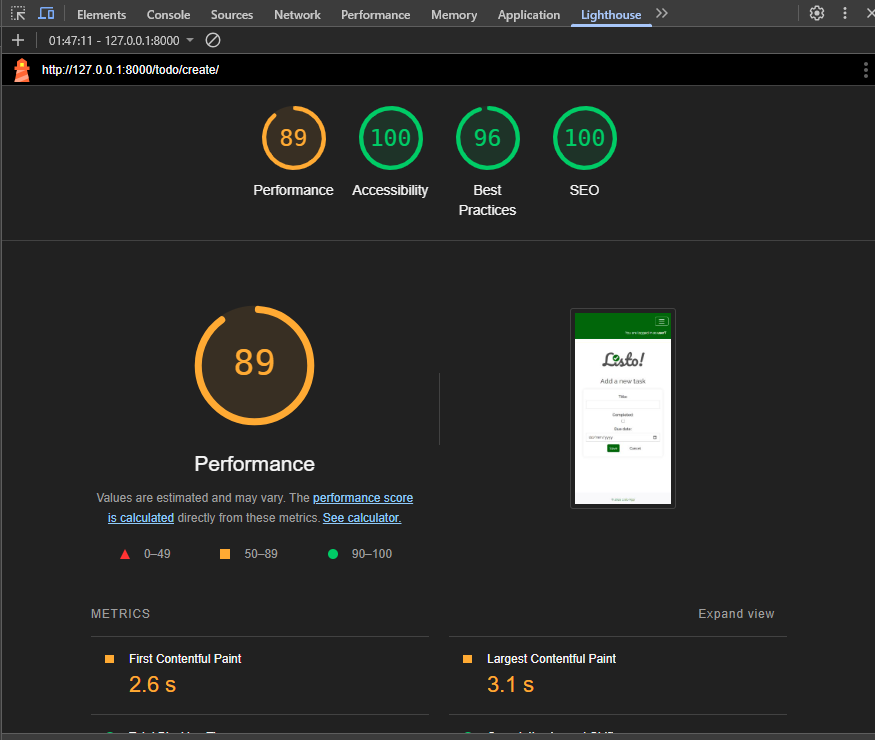 Elements Console Sources Network Performance Memory Application Lighthouse
01:47:11 - 127.0.0.1:8000
http://127.0.0.1:8000/todo/create/
89 100 96 100
Performance Accessibility Best Practices SEO
89
Listo!
Add a new task
Title:
Completed:
Due date:
Cancel
Performance
Values are estimated and may vary. The performance score
is calculated directly from these metrics. See calculator.
0–49 50–89 90–100
METRICS Expand view
First Contentful Paint Largest Contentful Paint
2.6 s 3.1 s